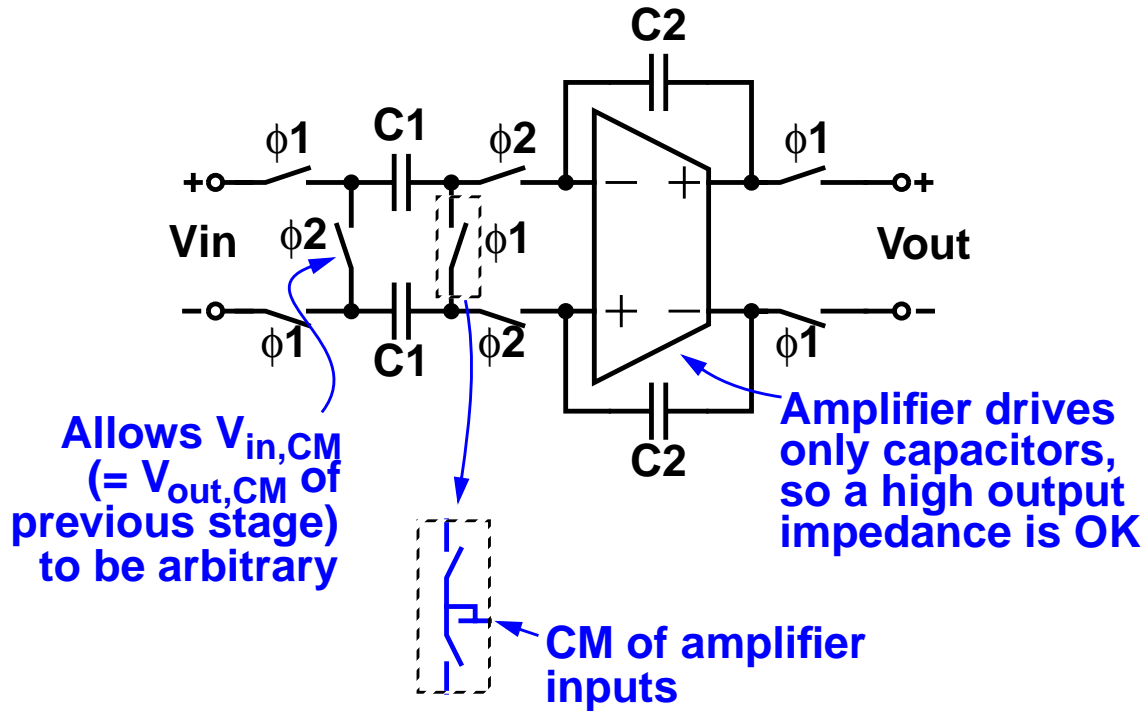 C2
C1
ϕ1
ϕ2
ϕ1
+
−
+
+
Vin
ϕ2
ϕ1
Vout
−
+
−
−
ϕ1
C1
ϕ2
ϕ1
C2
Allows Vin,CM
(= Vout,CM of
previous stage)
to be arbitrary
Amplifier drives
only capacitors,
so a high output
impedance is OK
CM of amplifier
inputs